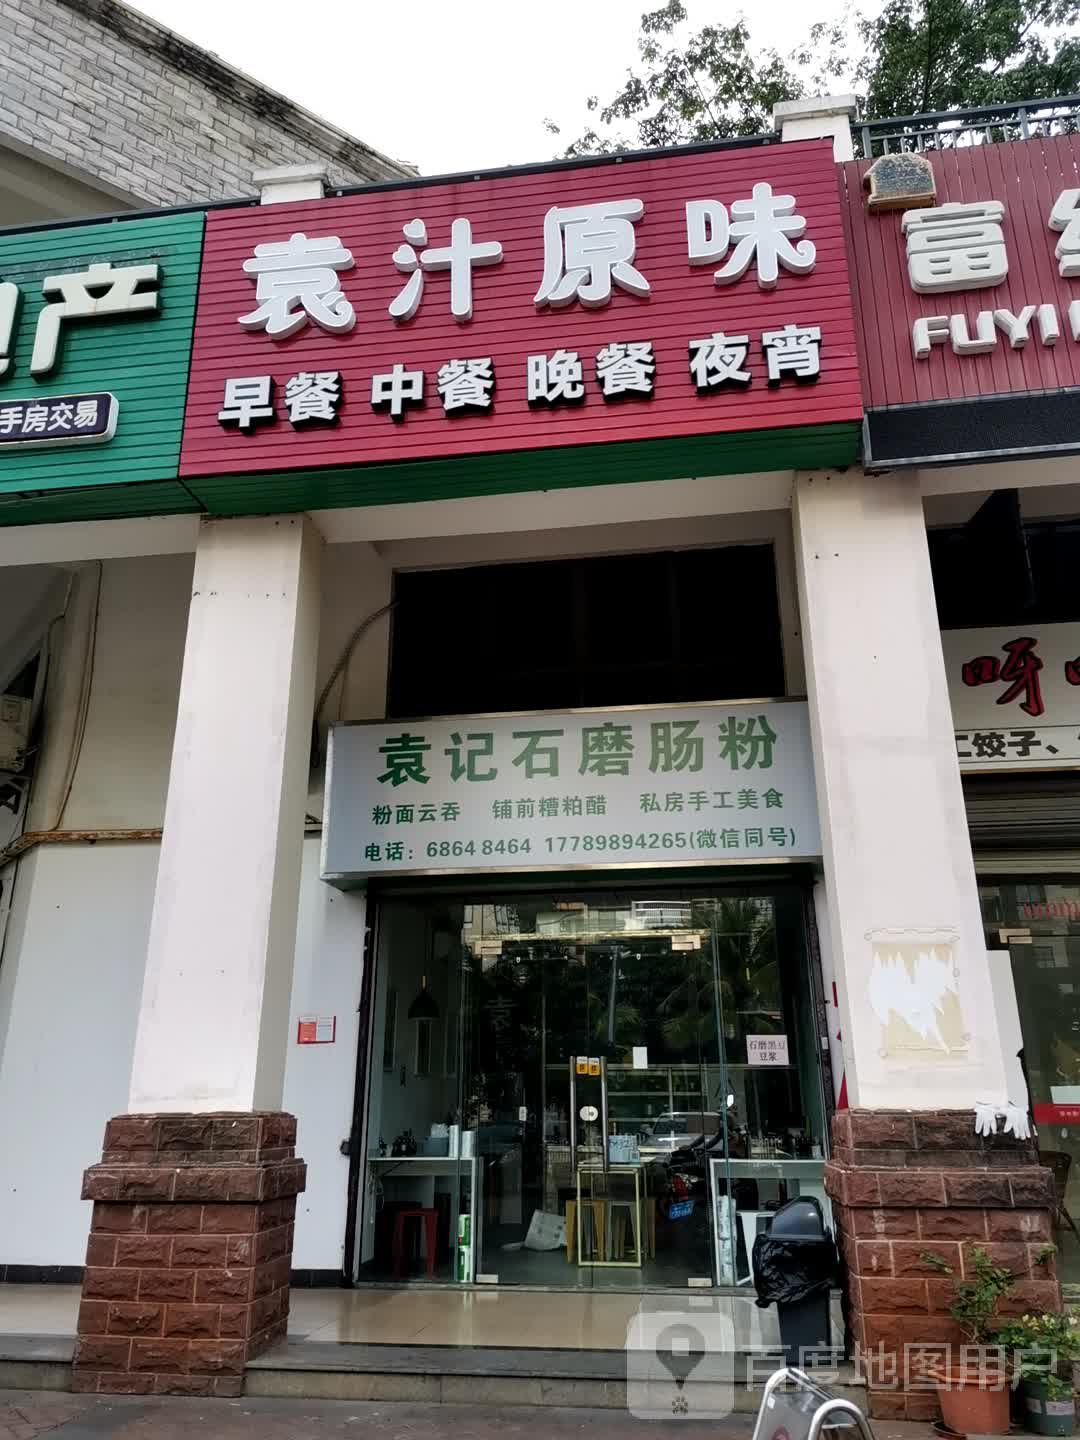 袁汁原味
早餐 中餐 晚餐 夜宵
产
手房交易
富
FUYI
袁记石磨肠粉
粉面云吞 铺前糟粕醋 私房手工美食
电话：6864 8464 17789894265(微信同号)
呀
工饺子、
石磨黑豆
豆浆
袁
百度地图用户